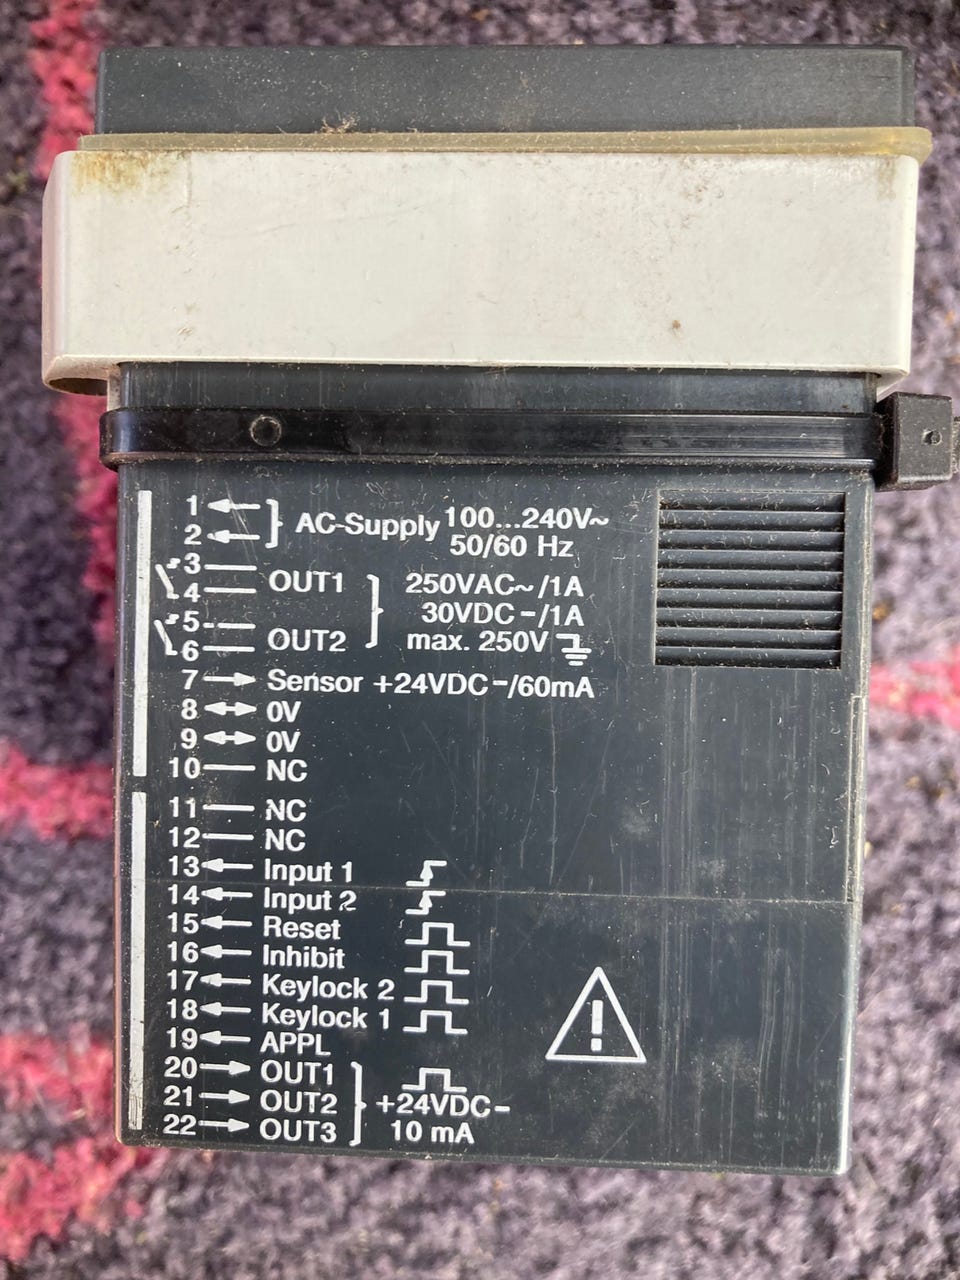 1 AC-Supply 100...240V~
2 50/60 Hz
3 OUT1 250VAC~/1A
4 30VDC-/1A
5 OUT2 max. 250V
6
7 Sensor +24VDC-/60mA
8 0V
9 0V
10 NC
11 NC
12 NC
13 Input 1
14 Input 2
15 Reset
16 Inhibit
17 Keylock 2
18 Keylock 1
19 APPL
20 OUT1
21 OUT2 +24VDC-
22 OUT3 10 mA